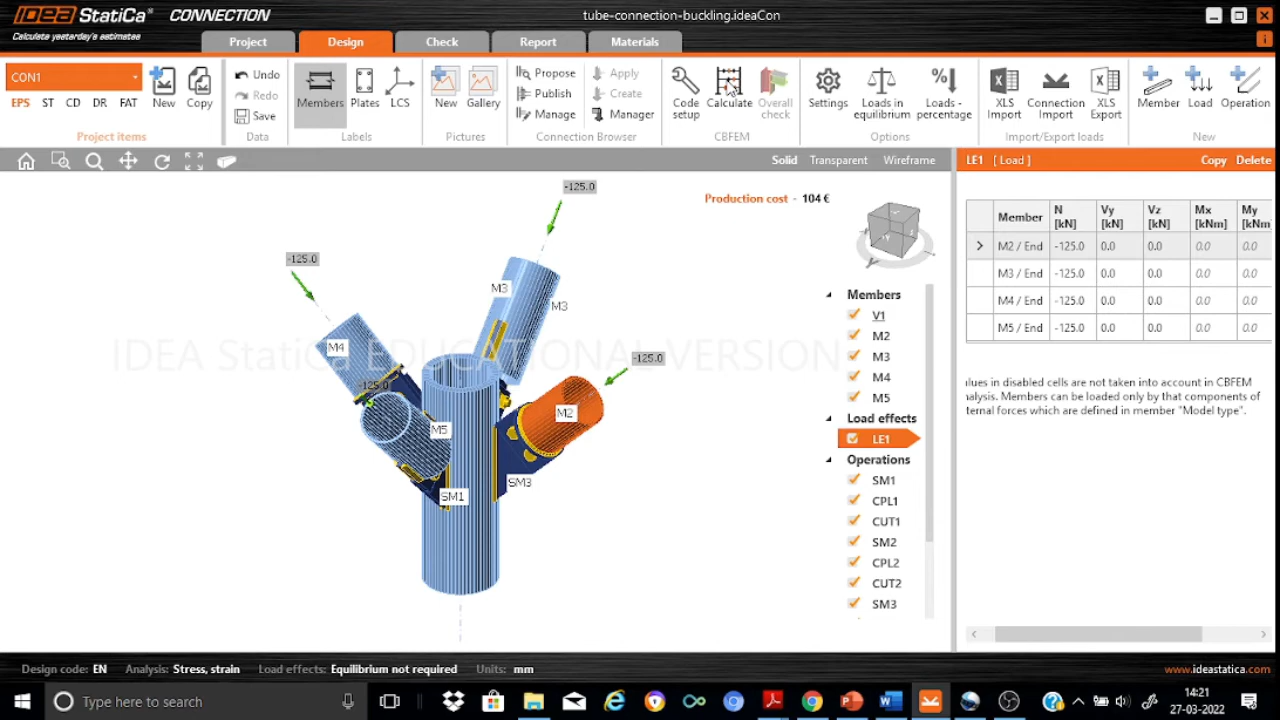 IDEA StatiCa® CONNECTION
tube-connection-buckling.ideaCon
Calculate yesterday's estimates
Project
Design
Check
Report
Materials
CON1
EPS ST CD DR FAT
New
Copy
Project items
Undo
Redo
Save
Data
Members
Plates
LCS
Labels
New
Gallery
Pictures
Propose
Publish
Manage
Apply
Create
Manager
Connection Browser
Code setup
Calculate
Overall check
CBFEM
Settings
Loads in equilibrium
Loads - percentage
Options
XLS Import
Connection Import
XLS Export
Import/Export loads
Member
Load
Operation
New
Solid Transparent Wireframe
LE1 [ Load ]
Copy Delete
Production cost - 104 €
-125.0
-125.0
-125.0
-125.0
M3
M3
M4
M2
M5
SM3
SM1
IDEA StatiCa EDUCATIONAL VERSION
Members
V1
M2
M3
M4
M5
Load effects
LE1
Operations
SM1
CPL1
CUT1
SM2
CPL2
CUT2
SM3
Member N [kN] Vy [kN] Vz [kN] Mx [kNm] My [kNm
M2 / End -125.0 0.0 0.0 0.0 0.0
M3 / End -125.0 0.0 0.0 0.0 0.0
M4 / End -125.0 0.0 0.0 0.0 0.0
M5 / End -125.0 0.0 0.0 0.0 0.0
alues in disabled cells are not taken into account in CBFEM
nalysis. Members can be loaded only by that components of
ternal forces which are defined in member "Model type".
Design code: EN Analysis: Stress, strain Load effects: Equilibrium not required Units: mm
www.ideastatica.com
Type here to search
14:21
27-03-2022